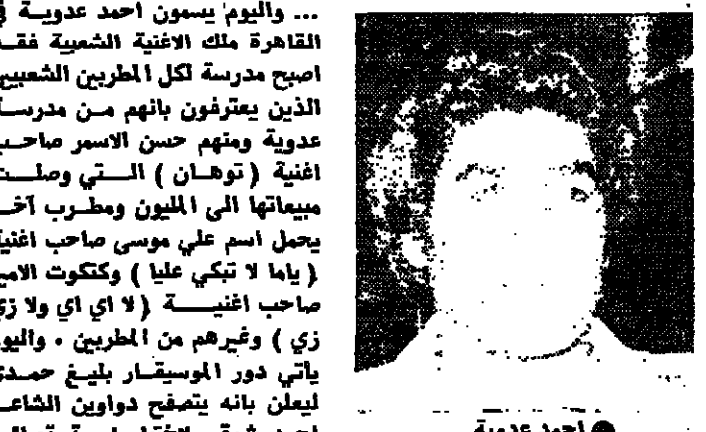 ... واليوم يسمون احمد عدوية في
القاهرة ملك الاغنية الشعبية فقد
اصبح مدرسة لكل المطربين الشعبيين
الذين يعترفون بانهم من مدرسة
عدوية ومنهم حسن الاسمر صاحب
اغنية ( توهان ) التي وصلت
مبيعاتها الى المليون ومطرب آخر
يحمل اسم علي موسى صاحب اغنية
( ياما لا تبكي عليا ) وكتكوت الامير
صاحب اغنية ( لا اي اي ولا زي
زي ) وغيرهم من المطربين . واليوم
يأتي دور الموسيقار بليغ حمدي
ليعلن بانه يتصفح دواوين الشاعر
احمد عدوية